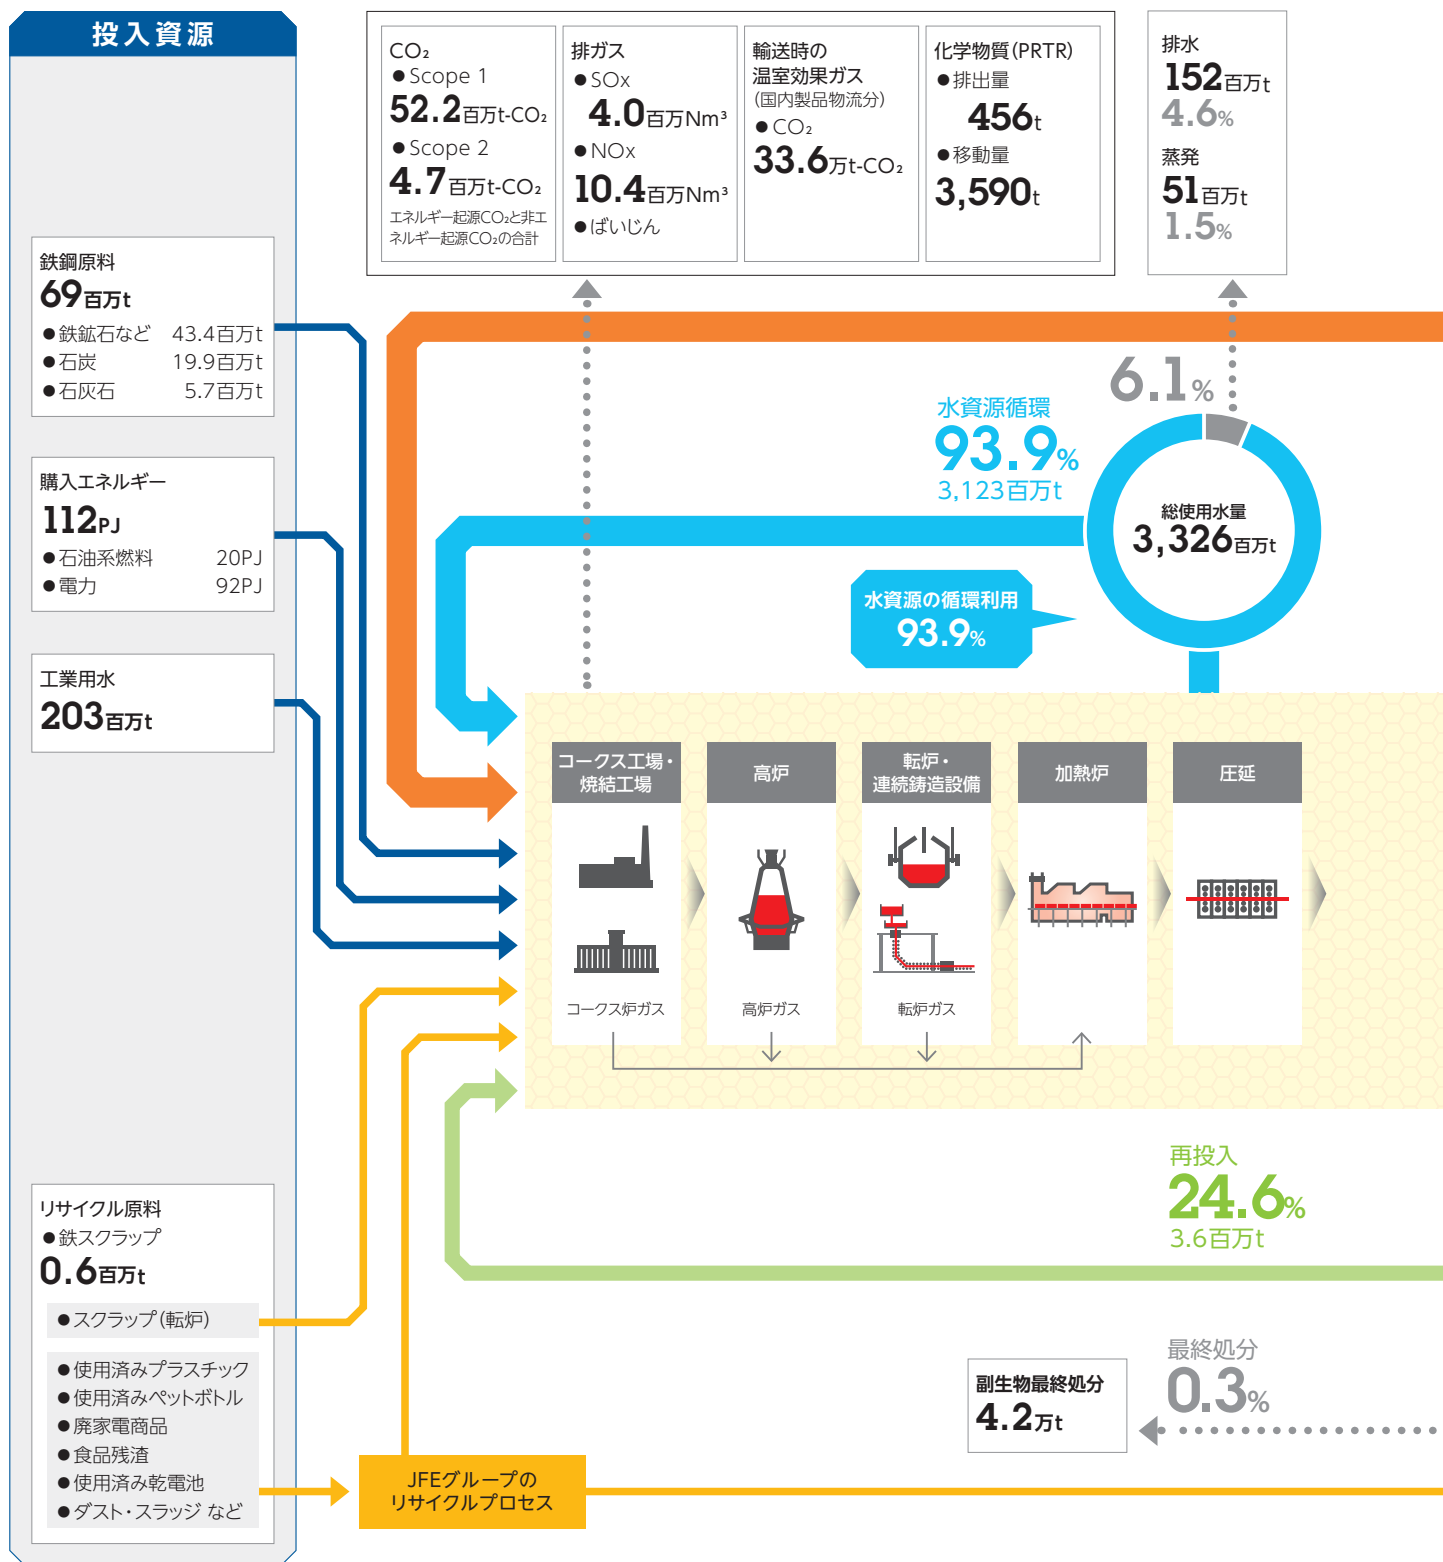 投入資源
CO₂
● Scope 1
52.2百万t-CO₂
● Scope 2
4.7百万t-CO₂
エネルギー起源CO₂と非エ
ネルギー起源CO₂の合計
排ガス
● SOx
4.0百万Nm³
● NOx
10.4百万Nm³
● ばいじん
輸送時の
温室効果ガス
(国内製品物流分)
● CO₂
33.6万t-CO₂
化学物質(PRTR)
● 排出量
456t
● 移動量
3,590t
排水
152百万t
4.6%
蒸発
51百万t
1.5%
鉄鋼原料
69百万t
● 鉄鉱石など 43.4百万t
● 石炭 19.9百万t
● 石灰石 5.7百万t
購入エネルギー
112PJ
● 石油系燃料 20PJ
● 電力 92PJ
工業用水
203百万t
6.1%
水資源循環
93.9%
3,123百万t
総使用水量
3,326百万t
水資源の循環利用
93.9%
コークス工場・
焼結工場
高炉
転炉・
連続鋳造設備
加熱炉
圧延
コークス炉ガス
高炉ガス
転炉ガス
再投入
24.6%
3.6百万t
リサイクル原料
● 鉄スクラップ
0.6百万t
● スクラップ(転炉)
● 使用済みプラスチック
● 使用済みペットボトル
● 廃家電商品
● 食品残渣
● 使用済み乾電池
● ダスト・スラッジ など
JFEグループの
リサイクルプロセス
副生物最終処分
4.2万t
最終処分
0.3%